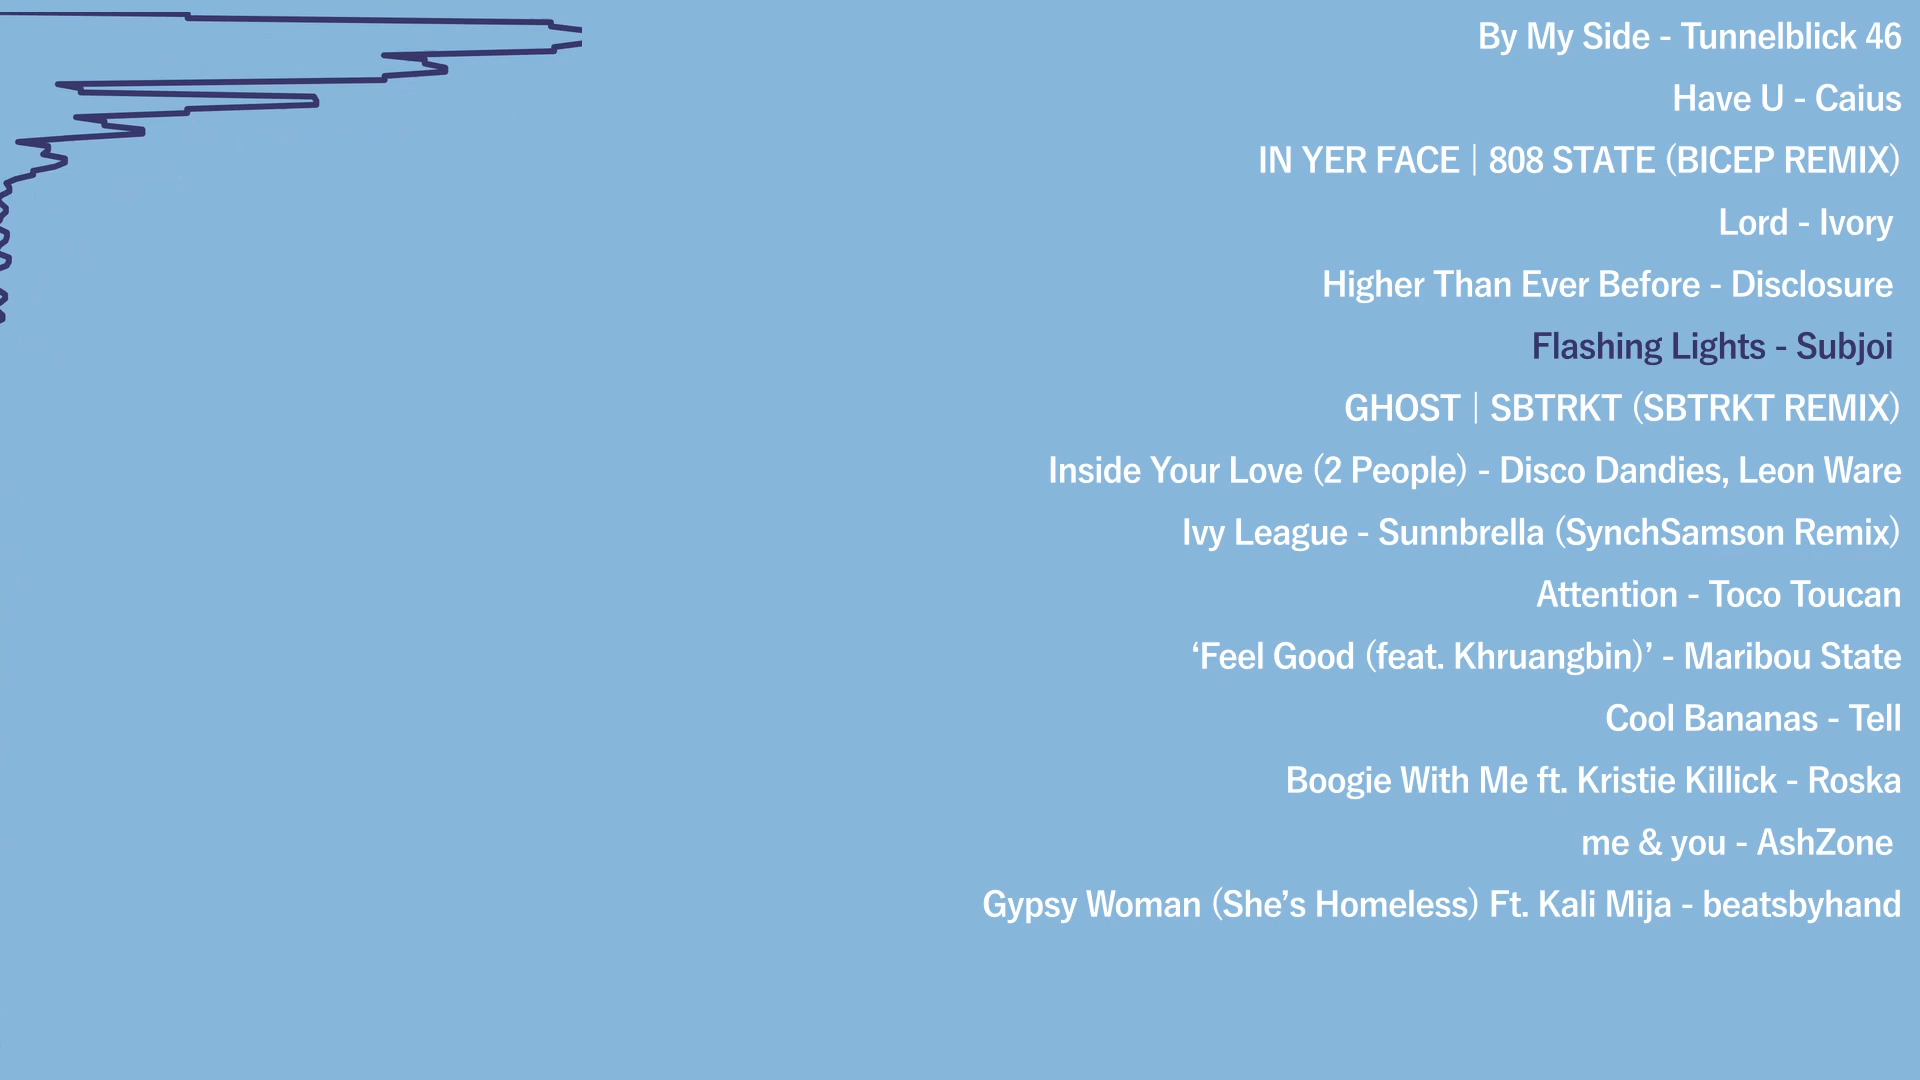 By My Side - Tunnelblick 46
Have U - Caius
IN YER FACE | 808 STATE (BICEP REMIX)
Lord - Ivory
Higher Than Ever Before - Disclosure
Flashing Lights - Subjoi
GHOST | SBTRKT (SBTRKT REMIX)
Inside Your Love (2 People) - Disco Dandies, Leon Ware
Ivy League - Sunnbrella (SynchSamson Remix)
Attention - Toco Toucan
‘Feel Good (feat. Khruangbin)’ - Maribou State
Cool Bananas - Tell
Boogie With Me ft. Kristie Killick - Roska
me & you - AshZone
Gypsy Woman (She’s Homeless) Ft. Kali Mija - beatsbyhand